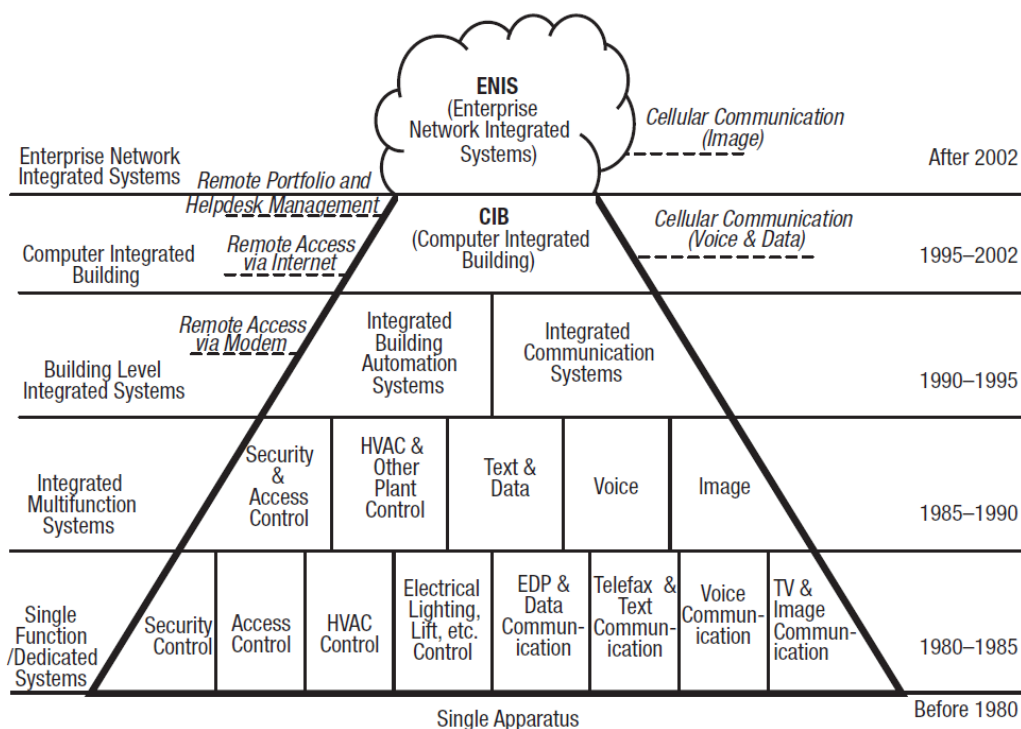 ENIS
(Enterprise
Network Integrated
Systems)
Cellular Communication
(Image)
Enterprise Network
Integrated Systems
After 2002
Remote Portfolio and
Helpdesk Management
CIB
(Computer Integrated
Building)
Cellular Communication
(Voice & Data)
Computer Integrated
Building
Remote Access
via Internet
1995–2002
Remote Access
via Modem
Integrated
Building
Automation
Systems
Integrated
Communication
Systems
Building Level
Integrated Systems
1990–1995
Integrated
Multifunction
Systems
Security
&
Access
Control
HVAC &
Other
Plant
Control
Text &
Data
Voice
Image
1985–1990
Single
Function
/Dedicated
Systems
Security
Control
Access
Control
HVAC
Control
Electrical
Lighting,
Lift, etc.
Control
EDP &
Data
Commun-
ication
Telefax &
Text
Commun-
ication
Voice
Commun-
ication
TV &
Image
Commun-
ication
1980–1985
Single Apparatus
Before 1980